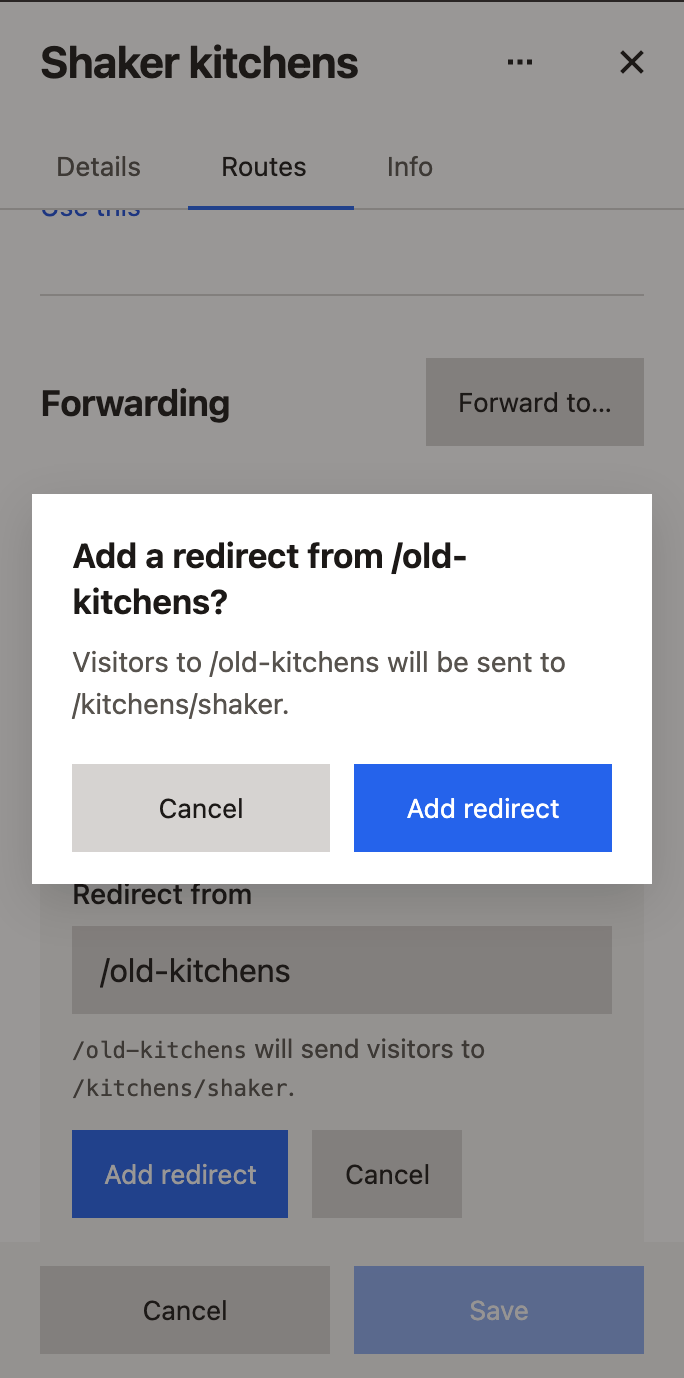 Shaker kitchens
Details Routes Info
Use this
Forwarding
Forward to...
Add a redirect from /old-
kitchens?
Visitors to /old-kitchens will be sent to
/kitchens/shaker.
Cancel Add redirect
Redirect from
/old-kitchens
/old-kitchens will send visitors to
/kitchens/shaker.
Add redirect Cancel
Cancel Save